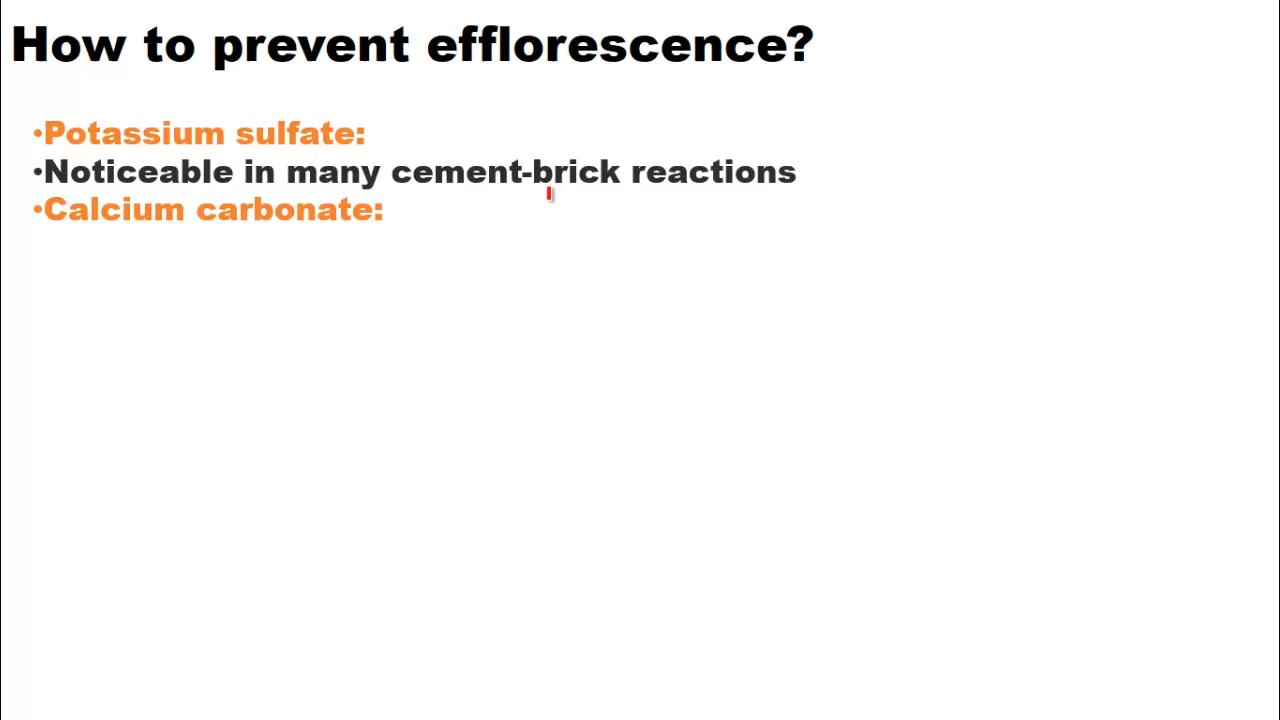 How to prevent efflorescence?
•Potassium sulfate:
•Noticeable in many cement-brick reactions
•Calcium carbonate: